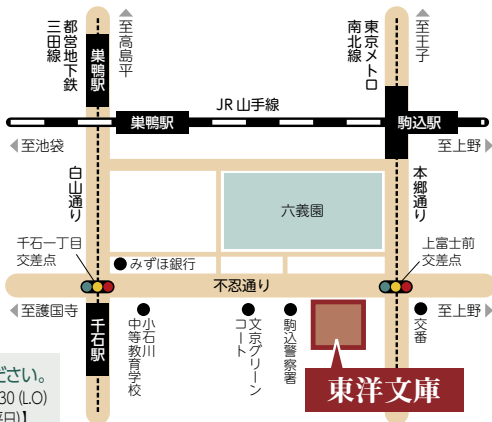 都営地下鉄
三田線
至高島平
巣鴨駅
東京メトロ
南北線
至王子
JR山手線
巣鴨駅
駒込駅
至池袋
至上野
白山通り
本郷通り
六義園
千石一丁目
交差点
みずほ銀行
上富士前
交差点
不忍通り
至護国寺
千石駅
小石川
中等教育学校
文京グリーン
コート
駒込警察署
交番
至上野
東洋文庫
ださい。
30 (L.O)
平日)】